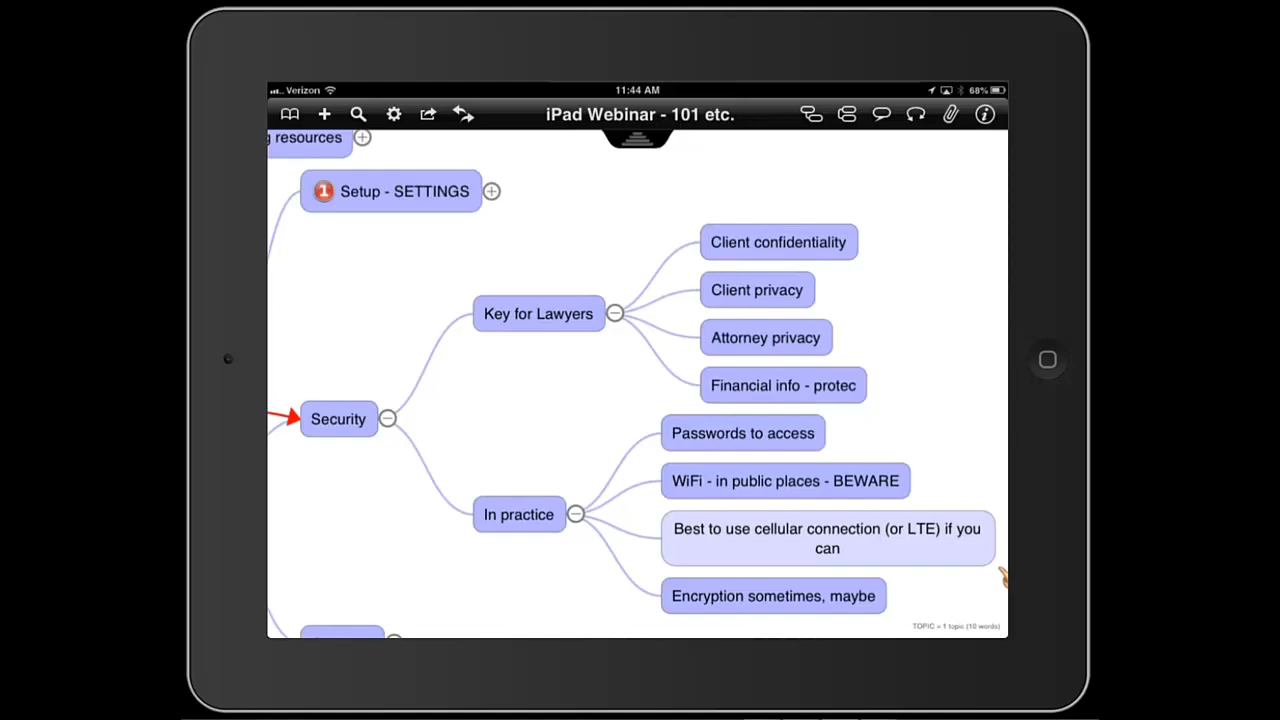 Verizon
11:44 AM
68%
iPad Webinar - 101 etc.
g resources
1 Setup - SETTINGS
Client confidentiality
Client privacy
Key for Lawyers
Attorney privacy
Financial info - protec
Security
Passwords to access
WiFi - in public places - BEWARE
In practice
Best to use cellular connection (or LTE) if you
can
Encryption sometimes, maybe
TOPIC = 1 topic (10 words)